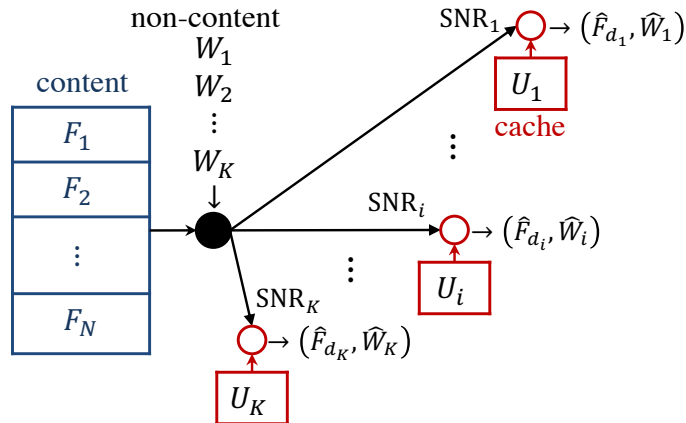 non-content
W_1
W_2
⋮
W_K
↓
content
F_1
F_2
⋮
F_N
SNR_1
→ (F̂_{d_1}, Ŵ_1)
U_1
cache
⋮
SNR_i
→ (F̂_{d_i}, Ŵ_i)
U_i
⋮
SNR_K
→ (F̂_{d_K}, Ŵ_K)
U_K